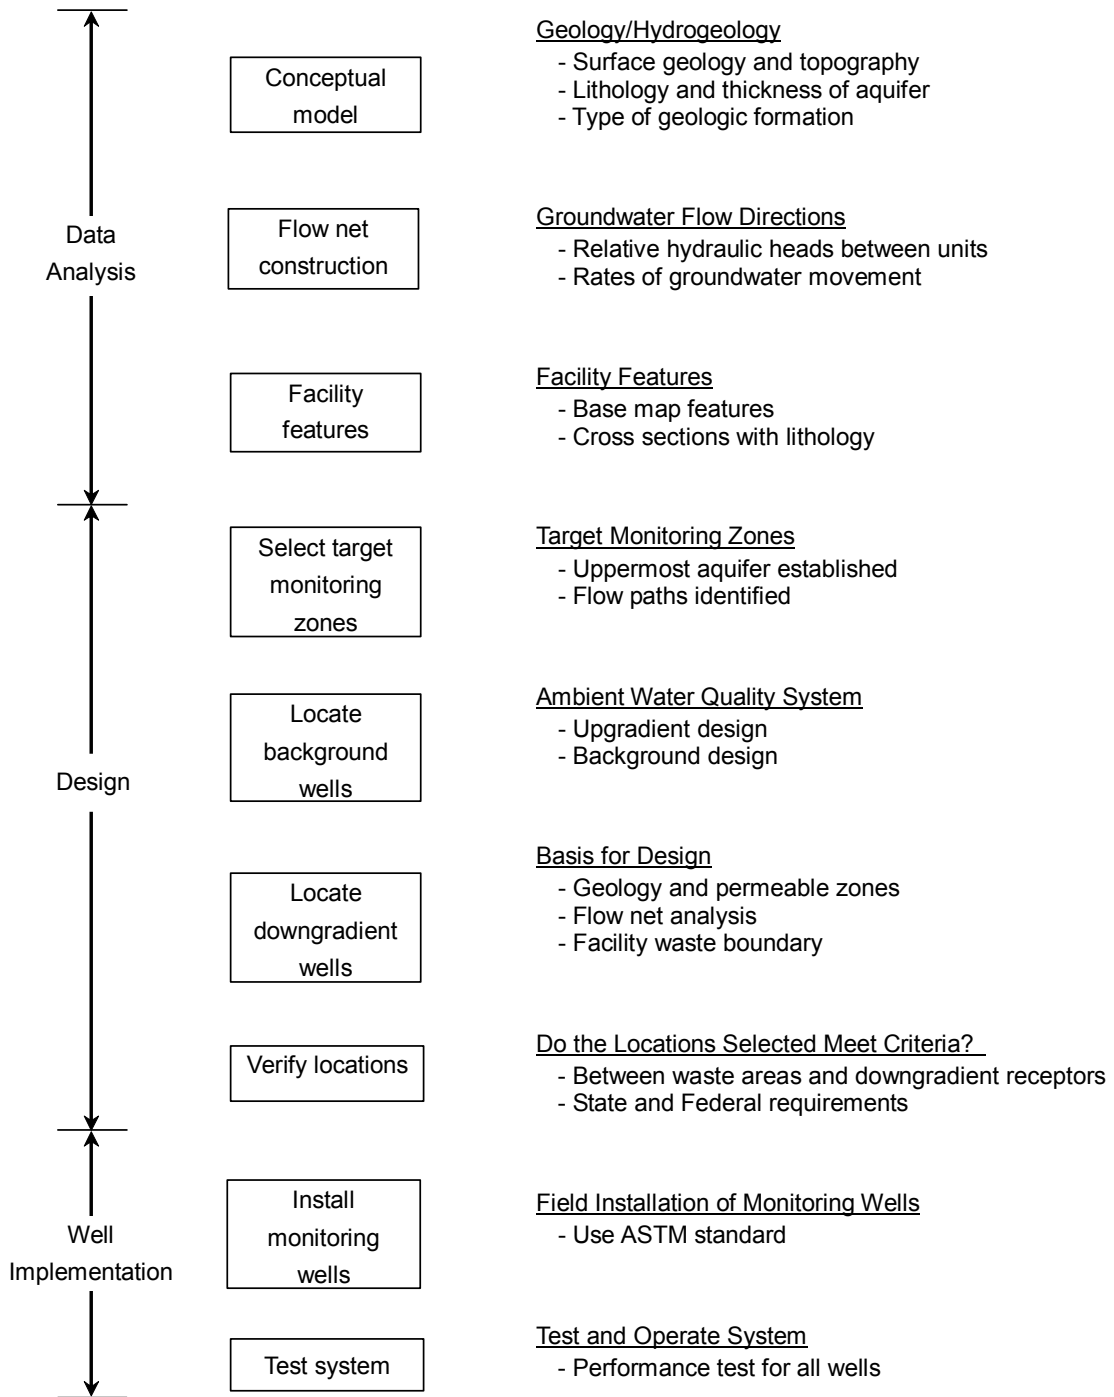 Geology/Hydrogeology
Conceptual
model
- Surface geology and topography
- Lithology and thickness of aquifer
- Type of geologic formation
Data
Analysis
Flow net
construction
Groundwater Flow Directions
- Relative hydraulic heads between units
- Rates of groundwater movement
Facility
features
Facility Features
- Base map features
- Cross sections with lithology
Select target
monitoring
zones
Target Monitoring Zones
- Uppermost aquifer established
- Flow paths identified
Design
Locate
background
wells
Ambient Water Quality System
- Upgradient design
- Background design
Locate
downgradient
wells
Basis for Design
- Geology and permeable zones
- Flow net analysis
- Facility waste boundary
Verify locations
Do the Locations Selected Meet Criteria?
- Between waste areas and downgradient receptors
- State and Federal requirements
Well
Implementation
Install
monitoring
wells
Field Installation of Monitoring Wells
- Use ASTM standard
Test system
Test and Operate System
- Performance test for all wells